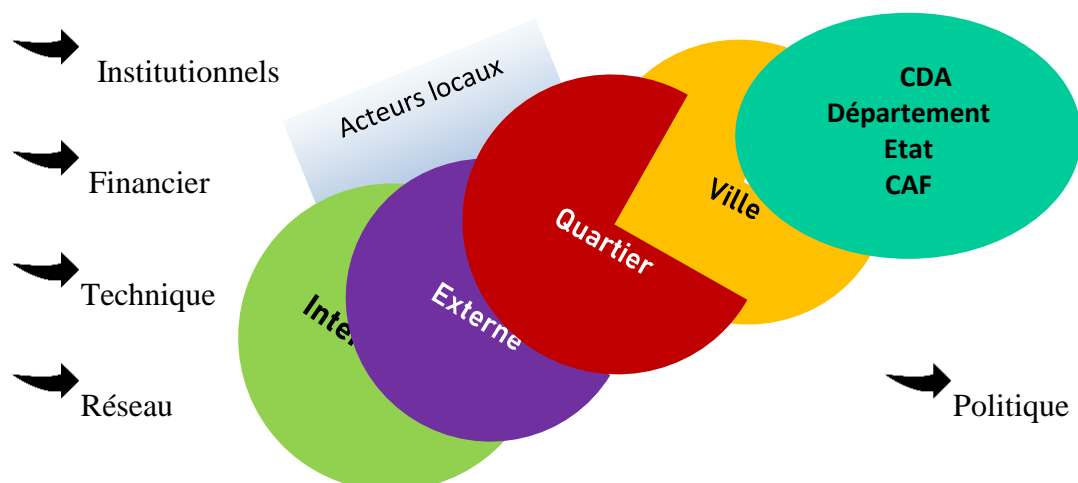 Institutionnels
Financier
Technique
Réseau
Acteurs locaux
Externe
Quartier
Ville
CDA
Département
Etat
CAF
Politique